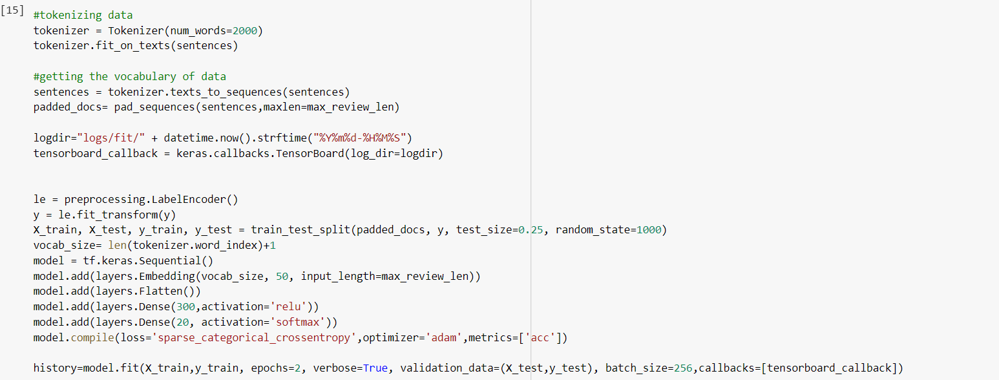 [15]
#tokenizing data
tokenizer = Tokenizer(num_words=2000)
tokenizer.fit_on_texts(sentences)
#getting the vocabulary of data
sentences = tokenizer.texts_to_sequences(sentences)
padded_docs= pad_sequences(sentences,maxlen=max_review_len)
logdir="logs/fit/" + datetime.now().strftime("%Y%m%d-%H%M%S")
tensorboard_callback = keras.callbacks.TensorBoard(log_dir=logdir)
le = preprocessing.LabelEncoder()
y = le.fit_transform(y)
X_train, X_test, y_train, y_test = train_test_split(padded_docs, y, test_size=0.25, random_state=1000)
vocab_size= len(tokenizer.word_index)+1
model = tf.keras.Sequential()
model.add(layers.Embedding(vocab_size, 50, input_length=max_review_len))
model.add(layers.Flatten())
model.add(layers.Dense(300,activation='relu'))
model.add(layers.Dense(20, activation='softmax'))
model.compile(loss='sparse_categorical_crossentropy',optimizer='adam',metrics=['acc'])
history=model.fit(X_train,y_train, epochs=2, verbose=True, validation_data=(X_test,y_test), batch_size=256,callbacks=[tensorboard_callback])